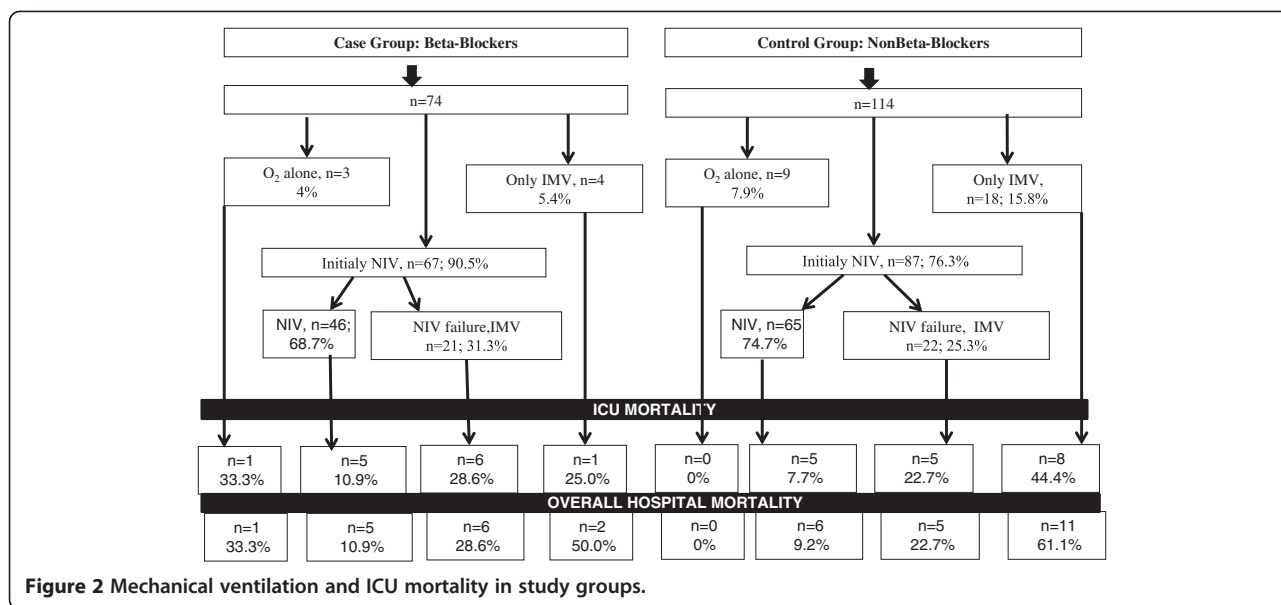 Case Group: Beta-Blockers
Control Group: NonBeta-Blockers
n=74
n=114
O₂ alone, n=3
4%
Only IMV, n=4
5.4%
O₂ alone, n=9
7.9%
Only IMV,
n=18; 15.8%
Initialy NIV, n=67; 90.5%
Initialy NIV, n=87; 76.3%
NIV, n=46;
68.7%
NIV failure,IMV
n=21; 31.3%
NIV, n=65
74.7%
NIV failure, IMV
n=22; 25.3%
ICU MORTALITY
n=1
33.3%
n=5
10.9%
n=6
28.6%
n=1
25.0%
n=0
0%
n=5
7.7%
n=5
22.7%
n=8
44.4%
OVERALL HOSPITAL MORTALITY
n=1
33.3%
n=5
10.9%
n=6
28.6%
n=2
50.0%
n=0
0%
n=6
9.2%
n=5
22.7%
n=11
61.1%
Figure 2 Mechanical ventilation and ICU mortality in study groups.